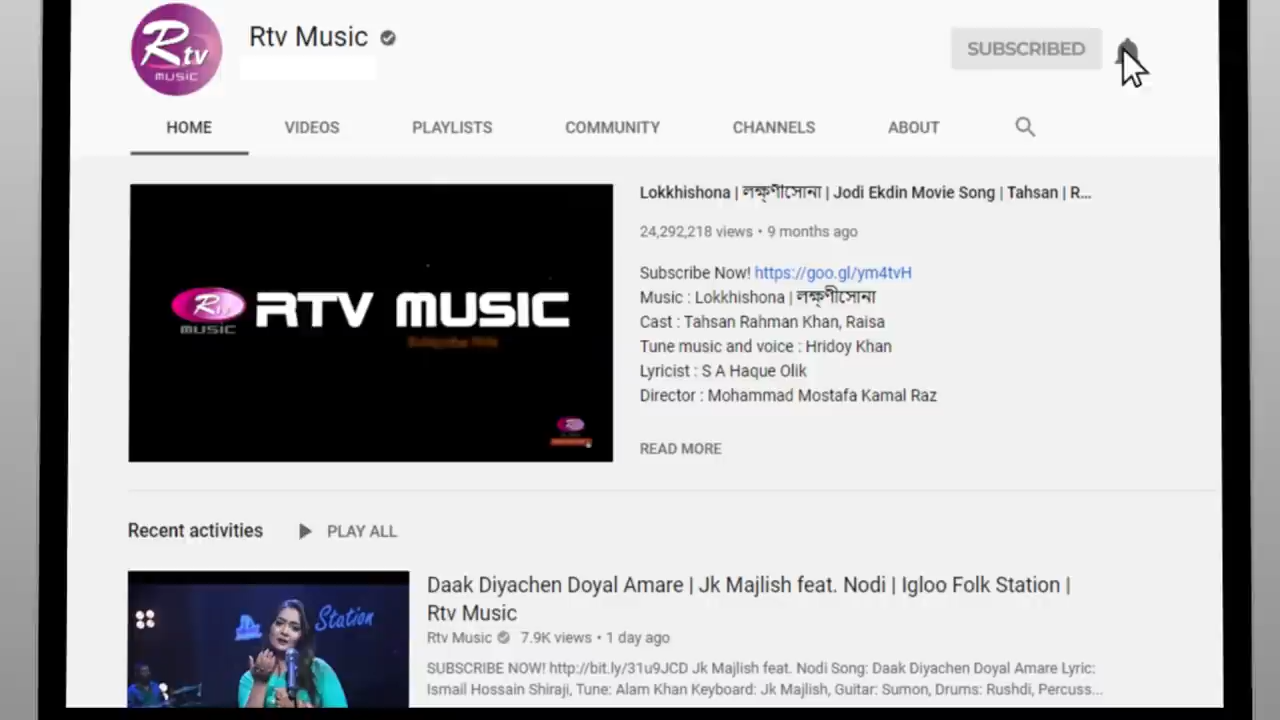 Rtv
MUSIC
Rtv Music
SUBSCRIBED
HOME VIDEOS PLAYLISTS COMMUNITY CHANNELS ABOUT
Lokkhishona | লক্ষ্ণীসোনা | Jodi Ekdin Movie Song | Tahsan | R...
24,292,218 views • 9 months ago
Subscribe Now! https://goo.gl/ym4tvH
Music : Lokkhishona | লক্ষ্ণীসোনা
Cast : Tahsan Rahman Khan, Raisa
Tune music and voice : Hridoy Khan
Lyricist : S A Haque Olik
Director : Mohammad Mostafa Kamal Raz
READ MORE
Rtv
MUSIC
RTV MUSIC
Recent activities PLAY ALL
Station
Daak Diyachen Doyal Amare | Jk Majlish feat. Nodi | Igloo Folk Station |
Rtv Music
Rtv Music 7.9K views • 1 day ago
SUBSCRIBE NOW! http://bit.ly/31u9JCD Jk Majlish feat. Nodi Song: Daak Diyachen Doyal Amare Lyric:
Ismail Hossain Shiraji, Tune: Alam Khan Keyboard: Jk Majlish, Guitar: Sumon, Drums: Rushdi, Percuss...